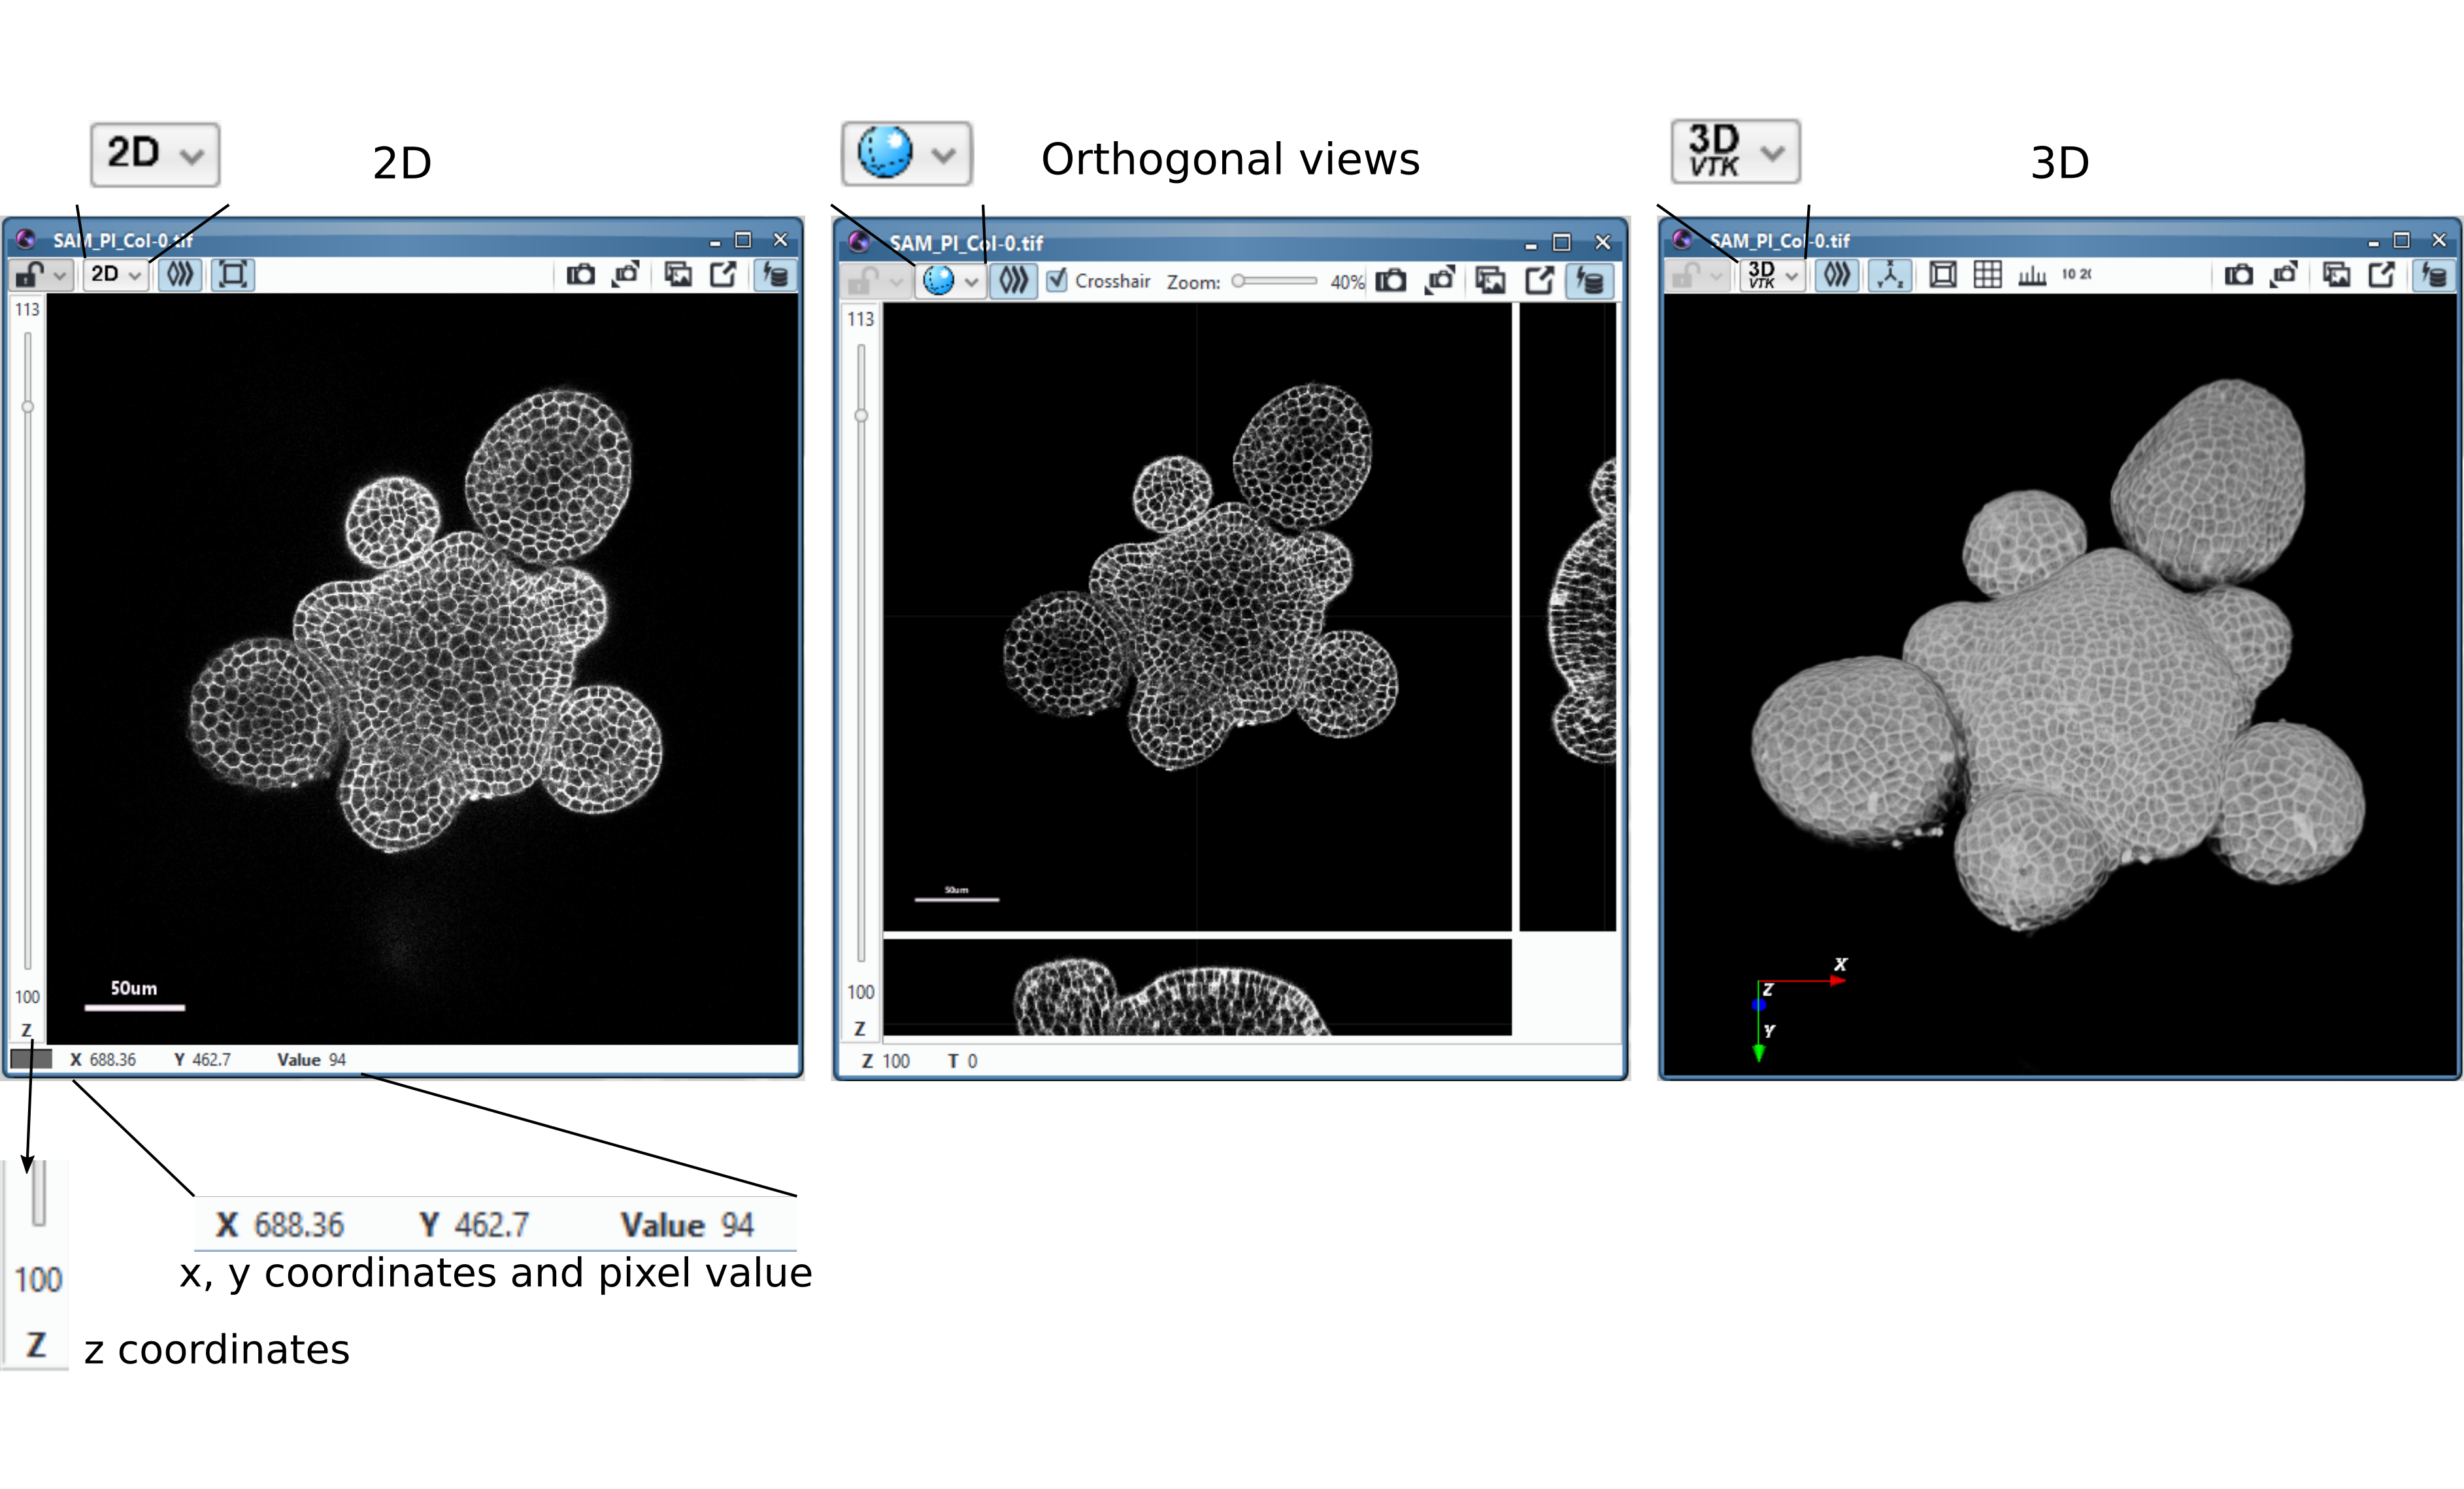 2D
2D
Orthogonal views
3D
VTK
3D
SAM_PI_Col-0.tif
2D
113
50um
100
Z
X 688.36 Y 462.7 Value 94
SAM_PI_Col-0.tif
Crosshair Zoom: 40%
113
50um
100
Z
Z 100 T 0
SAM_PI_Col-0.tif
3D
VTK
X
Y Z
10 20
X
Z
Y
X 688.36 Y 462.7 Value 94
x, y coordinates and pixel value
100
Z
z coordinates